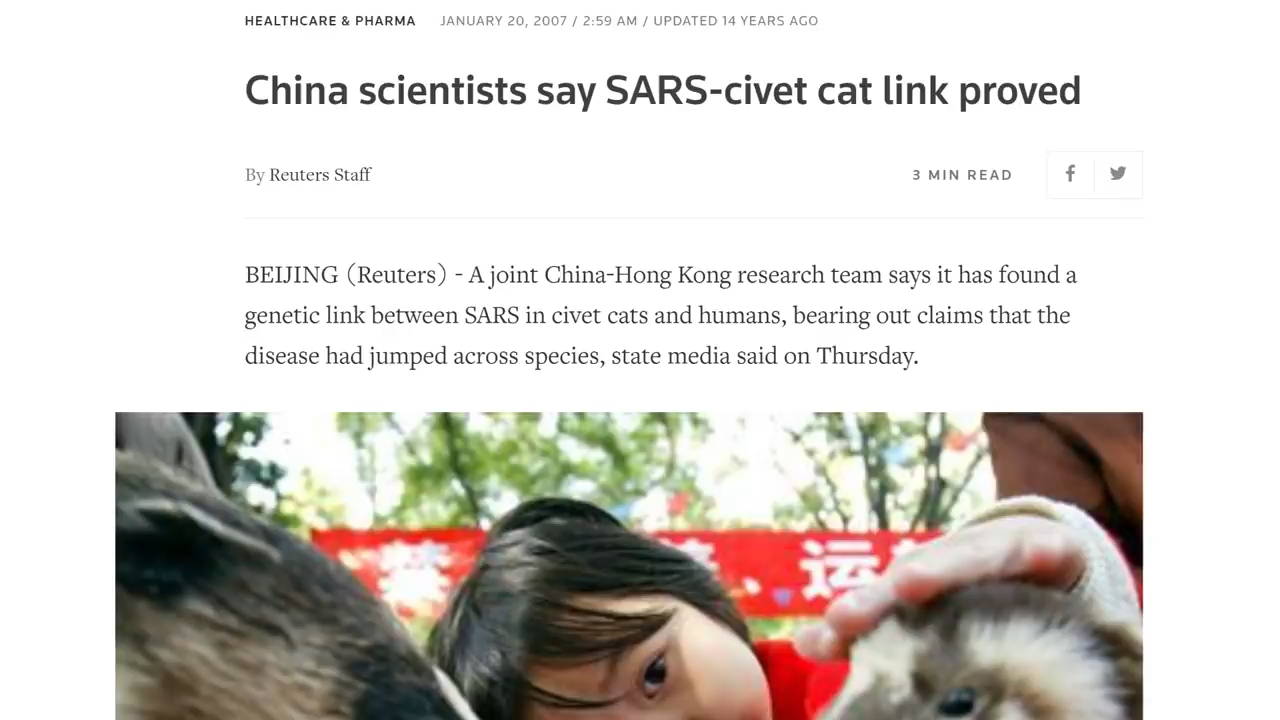 HEALTHCARE & PHARMA JANUARY 20, 2007 / 2:59 AM / UPDATED 14 YEARS AGO
China scientists say SARS-civet cat link proved
By Reuters Staff 3 MIN READ
BEIJING (Reuters) - A joint China-Hong Kong research team says it has found a
genetic link between SARS in civet cats and humans, bearing out claims that the
disease had jumped across species, state media said on Thursday.
、运